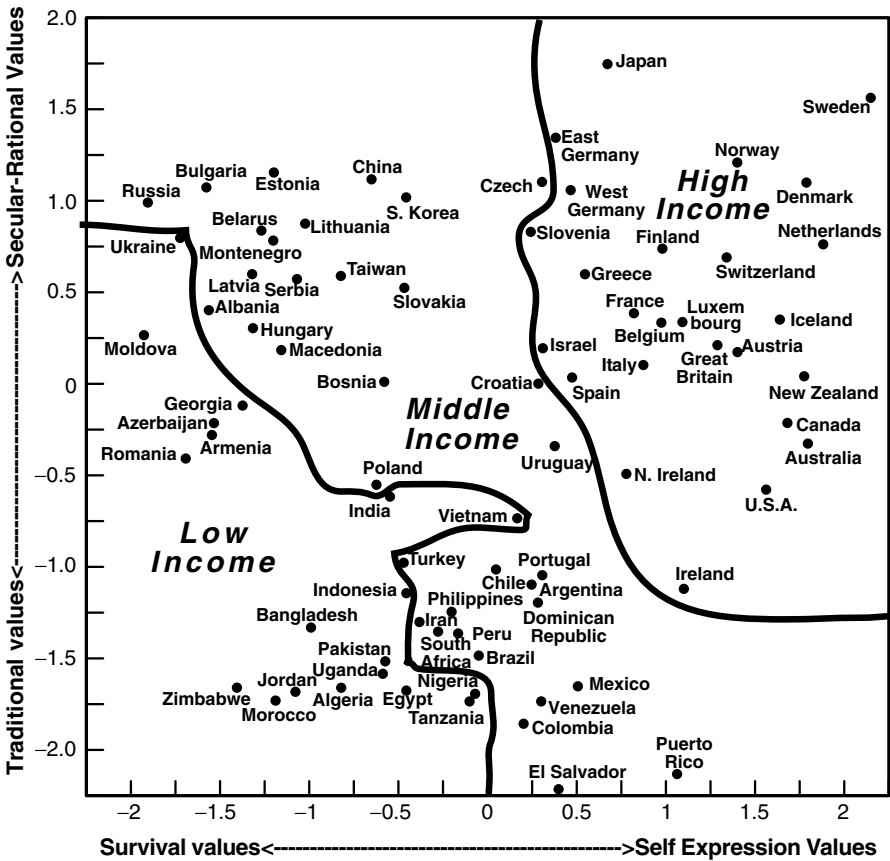 Traditional values<---------------------->Secular-Rational Values
2.0
1.5
1.0
0.5
0
−0.5
−1.0
−1.5
−2.0
Japan
Sweden
East
Germany
Norway
China
Bulgaria
Estonia
Czech
West
Germany
High
Income
Denmark
Russia
S. Korea
Belarus
Lithuania
Slovenia
Finland
Netherlands
Ukraine
Montenegro
Switzerland
Latvia
Serbia
Taiwan
Slovakia
Greece
Albania
France
Luxem
bourg
Iceland
Hungary
Belgium
Moldova
Macedonia
Israel
Great
Britain
Austria
Italy
Bosnia
Croatia
Spain
New Zealand
Georgia
Middle
Income
Azerbaijan
Armenia
Canada
Romania
Uruguay
Australia
Poland
N. Ireland
India
U.S.A.
Vietnam
Low
Income
Turkey
Portugal
Chile
Ireland
Indonesia
Argentina
Philippines
Bangladesh
Iran
Dominican
Republic
South
Africa
Peru
Pakistan
Brazil
Uganda
Nigeria
Jordan
Mexico
Zimbabwe
Algeria
Egypt
Venezuela
Morocco
Tanzania
Colombia
Puerto
Rico
El Salvador
−2 −1.5 −1 −0.5 0 0.5 1 1.5 2
Survival values<-------------------------------------------->Self Expression Values